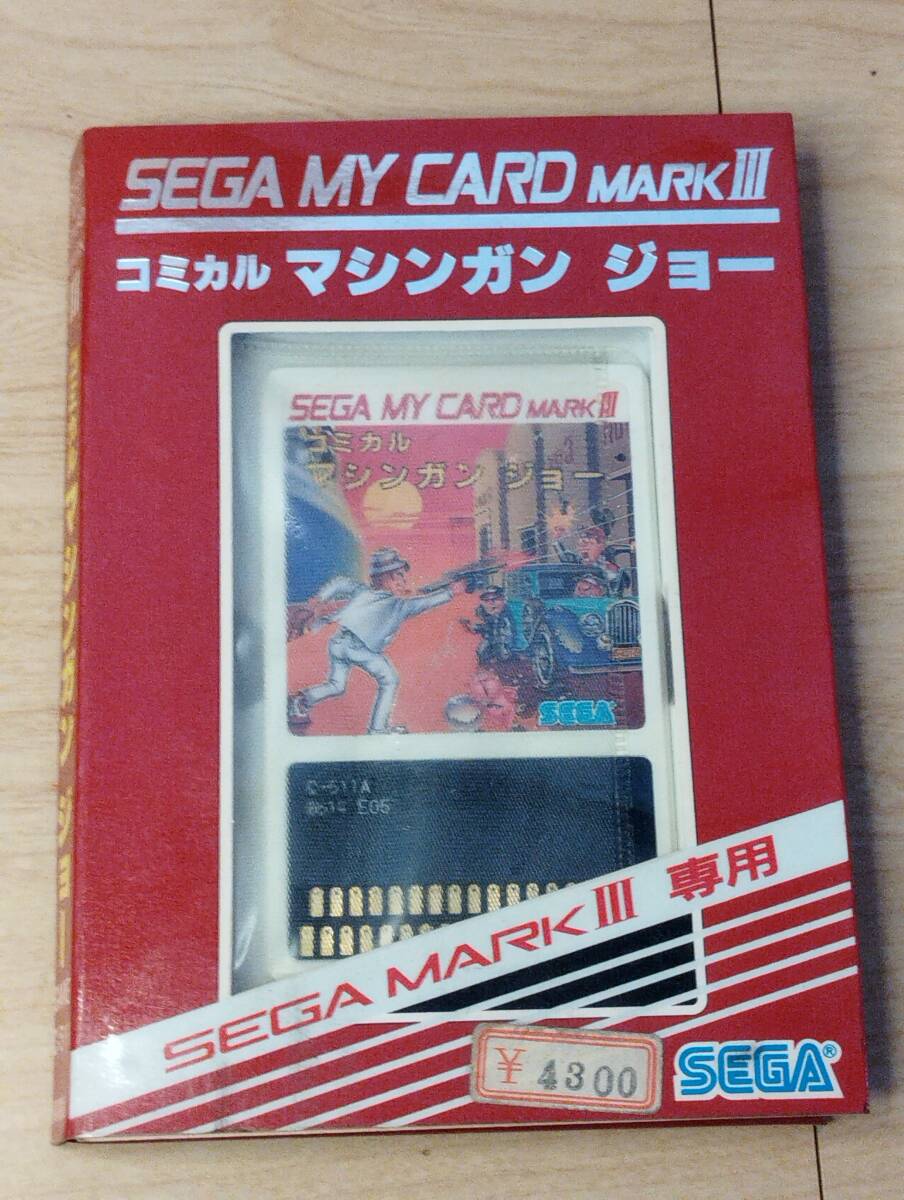 SEGA MY CARD MARK III
コミカル マシンガン ジョー
SEGA MY CARD MARK III
コミカル
マシンガン ジョー
SEGA
C-511A
E05
SEGA MARK III 専用
¥ 4300
SEGA®